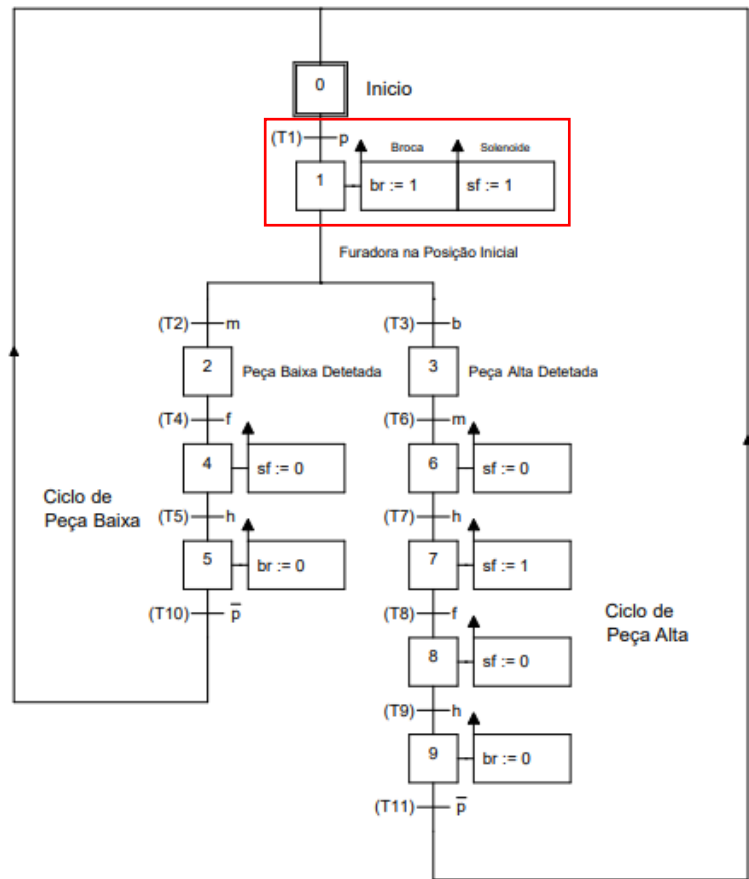 0 Inicio
(T1) p
Broca Solenoide
1 br := 1 sf := 1
Furadora na Posição Inicial
(T2) m (T3) b
2 Peça Baixa Detetada 3 Peça Alta Detetada
(T4) f (T6) m
4 sf := 0 6 sf := 0
Ciclo de
Peça Baixa
(T5) h (T7) h
5 br := 0 7 sf := 1
(T10) p̅ (T8) f
Ciclo de
Peça Alta
8 sf := 0
(T9) h
9 br := 0
(T11) p̅